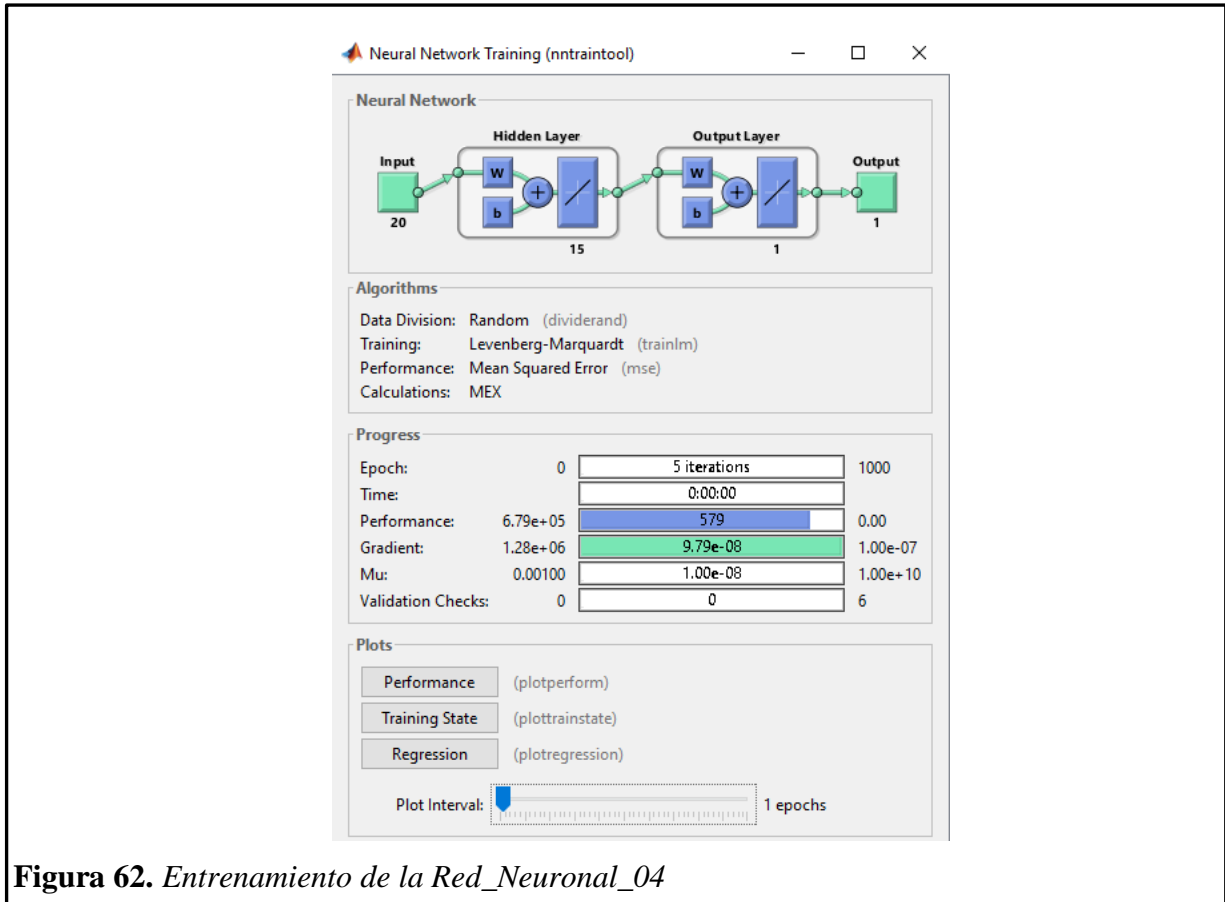 Neural Network Training (nntraintool)
Neural Network
Hidden Layer
Output Layer
Input
Output
W
b
+
W
b
+
20
15
1
1
Algorithms
Data Division: Random (dividerand)
Training: Levenberg-Marquardt (trainlm)
Performance: Mean Squared Error (mse)
Calculations: MEX
Progress
Epoch: 0 5 iterations 1000
Time: 0:00:00
Performance: 6.79e+05 579 0.00
Gradient: 1.28e+06 9.79e-08 1.00e-07
Mu: 0.00100 1.00e-08 1.00e+10
Validation Checks: 0 0 6
Plots
Performance (plotperform)
Training State (plottrainstate)
Regression (plotregression)
Plot Interval: 1 epochs
Figura 62. Entrenamiento de la Red_Neuronal_04